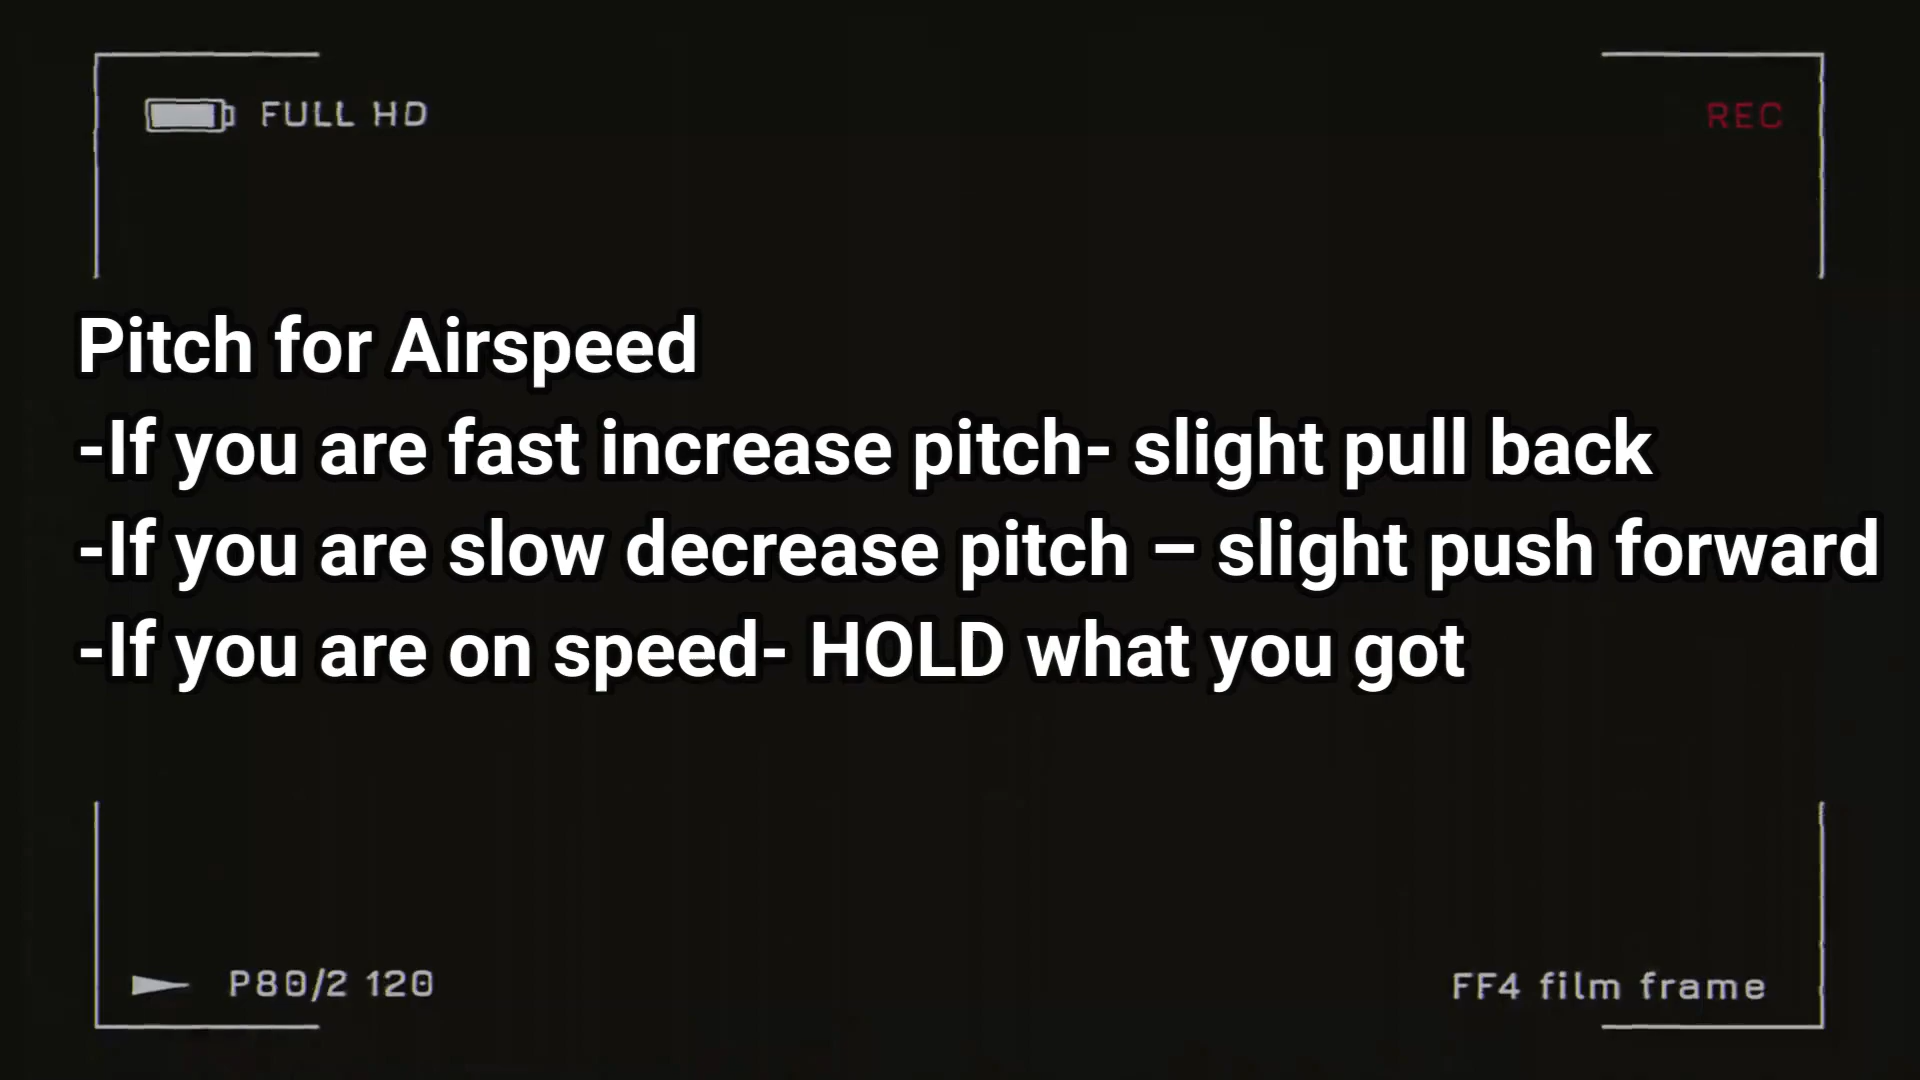 FULL HD
REC
Pitch for Airspeed
-If you are fast increase pitch- slight pull back
-If you are slow decrease pitch – slight push forward
-If you are on speed- HOLD what you got
P80/2 120
FF4 film frame